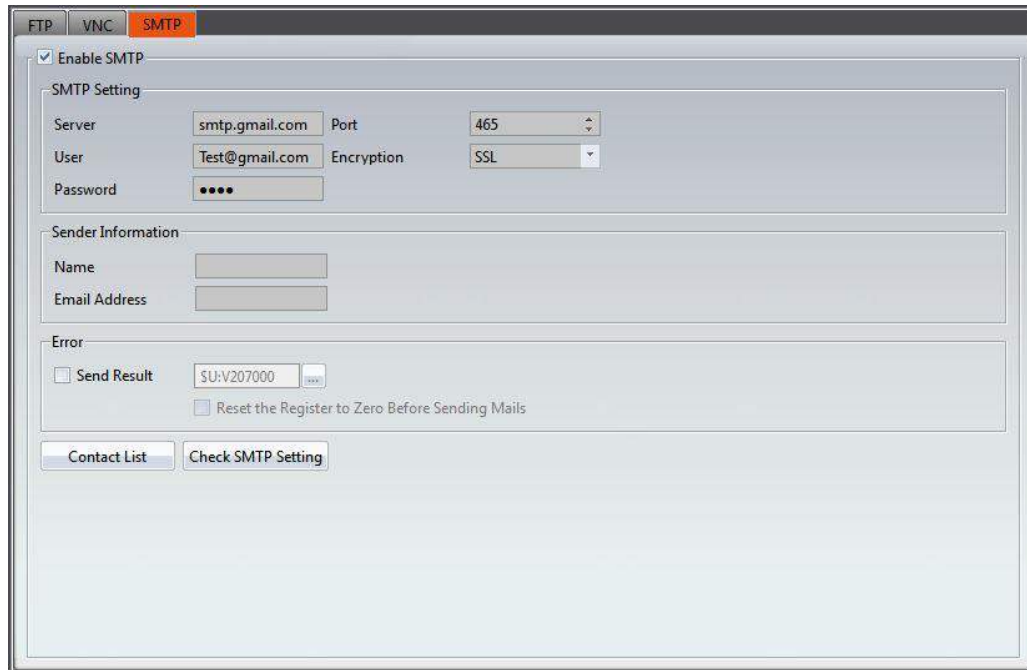 FTP VNC SMTP
Enable SMTP
SMTP Setting
Server smtp.gmail.com Port 465
User Test@gmail.com Encryption SSL
Password ••••
Sender Information
Name
Email Address
Error
Send Result $U:V207000 ...
Reset the Register to Zero Before Sending Mails
Contact List Check SMTP Setting